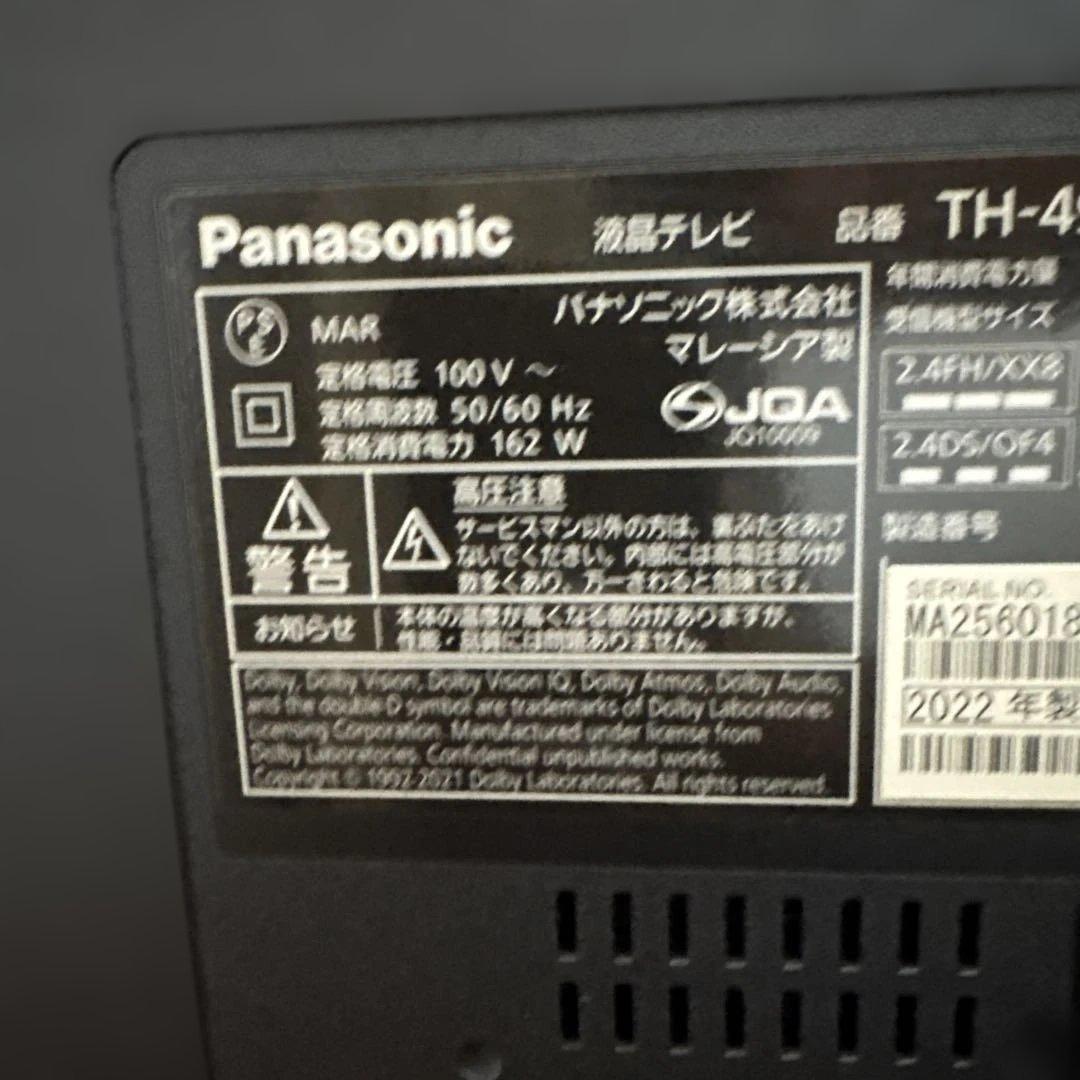 Panasonic 液晶テレビ 品番 TH-4
年間消費電力量
受信機型サイズ
PS
E
MAR
パナソニック株式会社
マレーシア製
定格電圧 100 V ～
定格周波数 50/60 Hz
定格消費電力 162 W
JQA
2.4FH/XX8
2.4DS/OF4
警告
高圧注意
サービスマン以外の方は、裏ぶたをあけ
ないでください。内部には高電圧部分が
数多くあり、万一さわると危険です。
お知らせ
本体の温度が高くなる部分がありますが、
性能・品質には問題ありません。
Dolby, Dolby Vision, Dolby Vision IQ, Dolby Atmos, Dolby Audio,
and the double-D symbol are trademarks of Dolby Laboratories
Licensing Corporation. Manufactured under license from
Dolby Laboratories. Confidential unpublished works.
Copyright © 1992-2021 Dolby Laboratories. All rights reserved.
製造番号
SERIAL NO.
MA256018
2022 年製